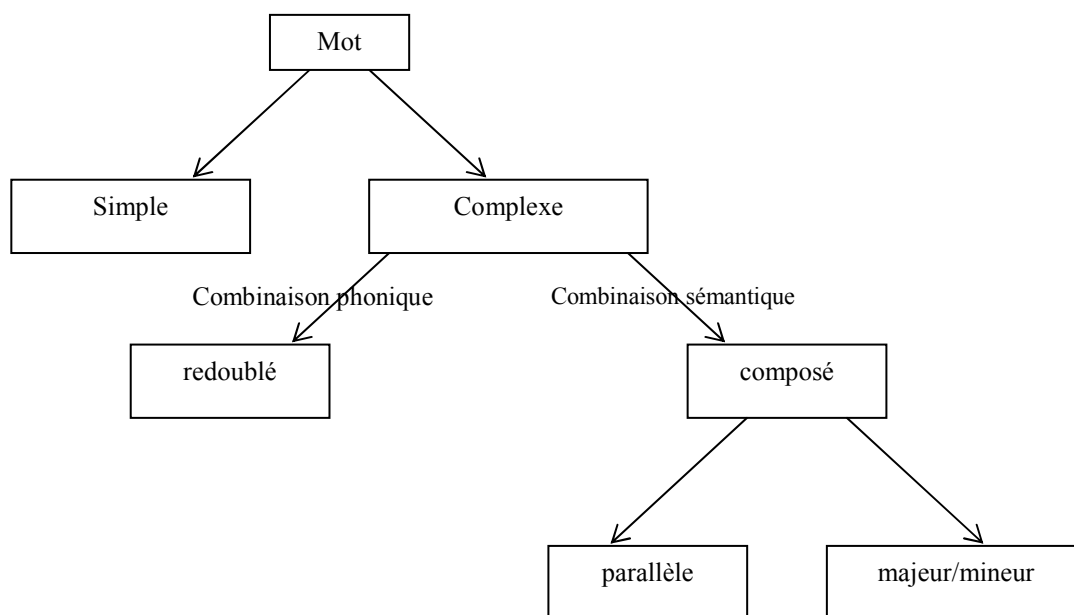 Mot
Simple
Complexe
Combinaison phonique
Combinaison sémantique
redoublé
composé
parallèle
majeur/mineur